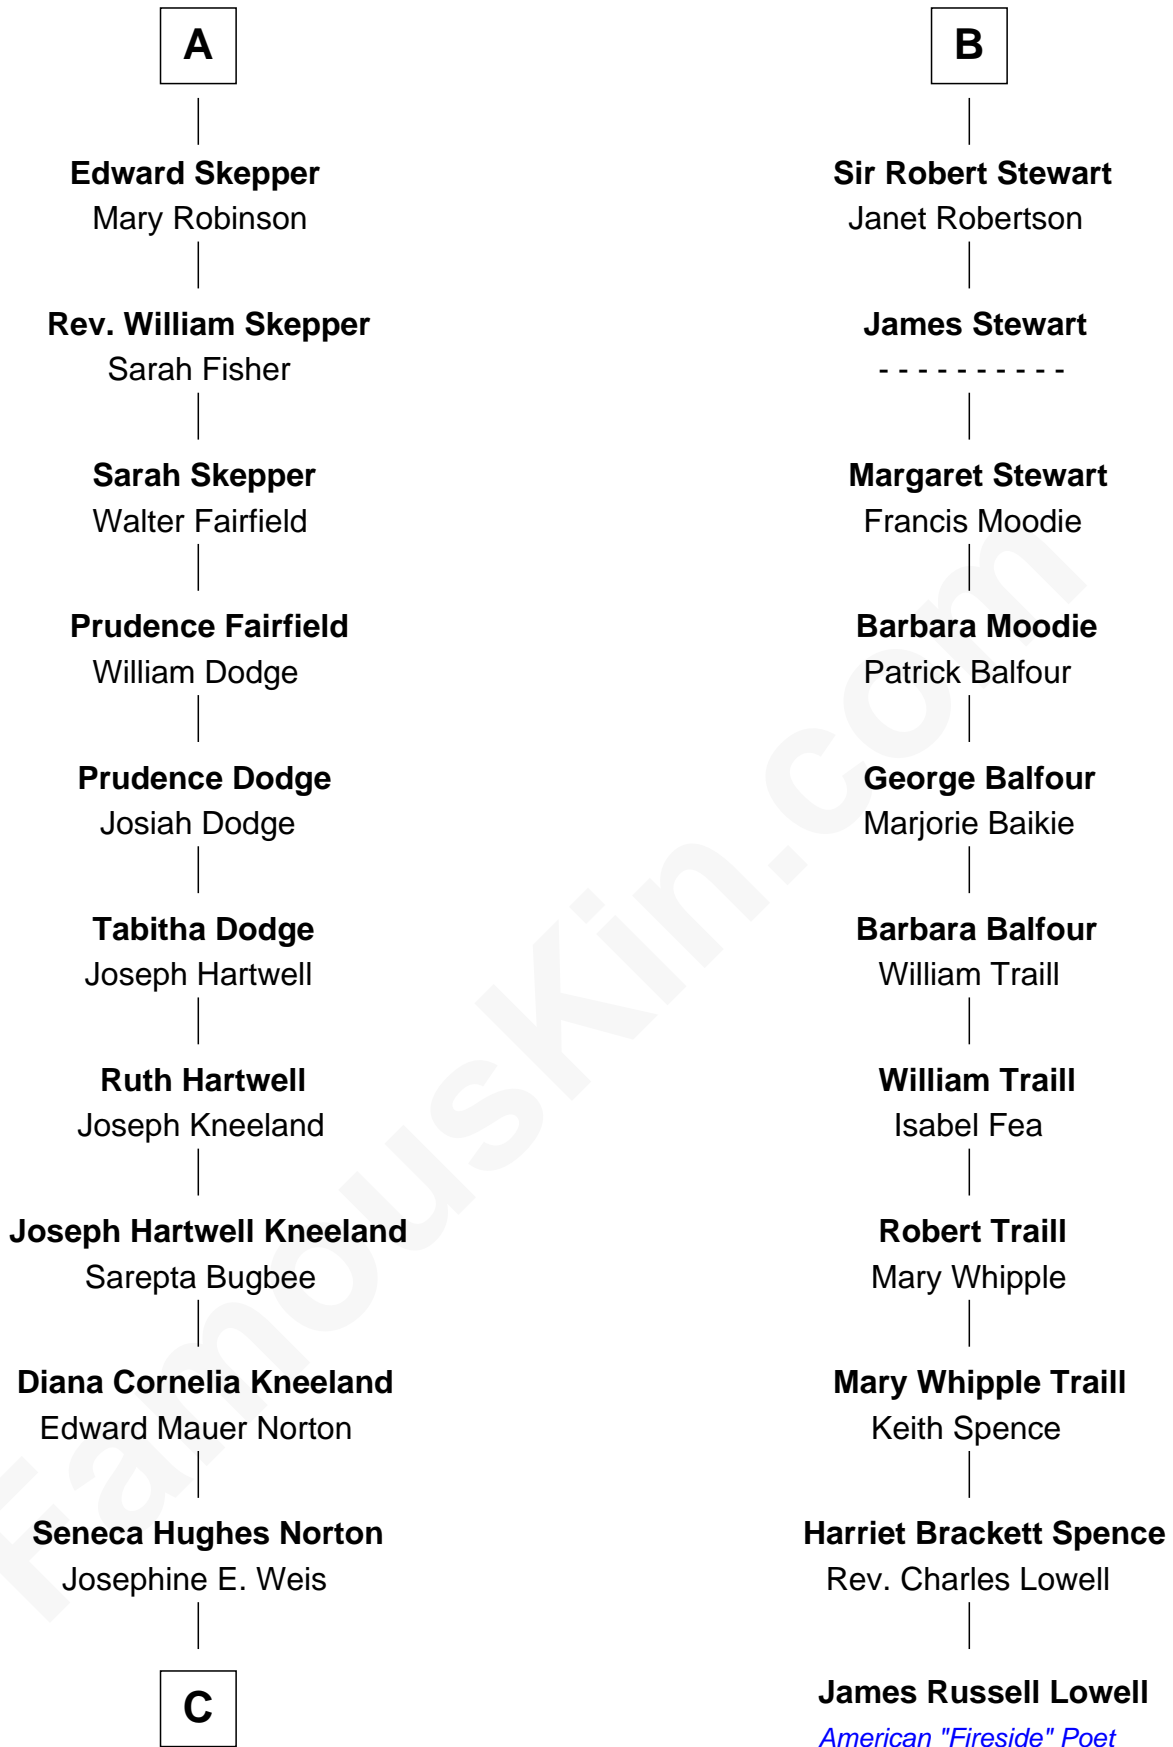 A
Edward Skepper
Mary Robinson
Rev. William Skepper
Sarah Fisher
Sarah Skepper
Walter Fairfield
Prudence Fairfield
William Dodge
Prudence Dodge
Josiah Dodge
Tabitha Dodge
Joseph Hartwell
Ruth Hartwell
Joseph Kneeland
Joseph Hartwell Kneeland
Sarepta Bugbee
Diana Cornelia Kneeland
Edward Mauer Norton
Seneca Hughes Norton
Josephine E. Weis
C
B
Sir Robert Stewart
Janet Robertson
James Stewart
- - - - - - - - - -
Margaret Stewart
Francis Moodie
Barbara Moodie
Patrick Balfour
George Balfour
Marjorie Baikie
Barbara Balfour
William Traill
William Traill
Isabel Fea
Robert Traill
Mary Whipple
Mary Whipple Traill
Keith Spence
Harriet Brackett Spence
Rev. Charles Lowell
James Russell Lowell
American "Fireside" Poet
FamousKin.com